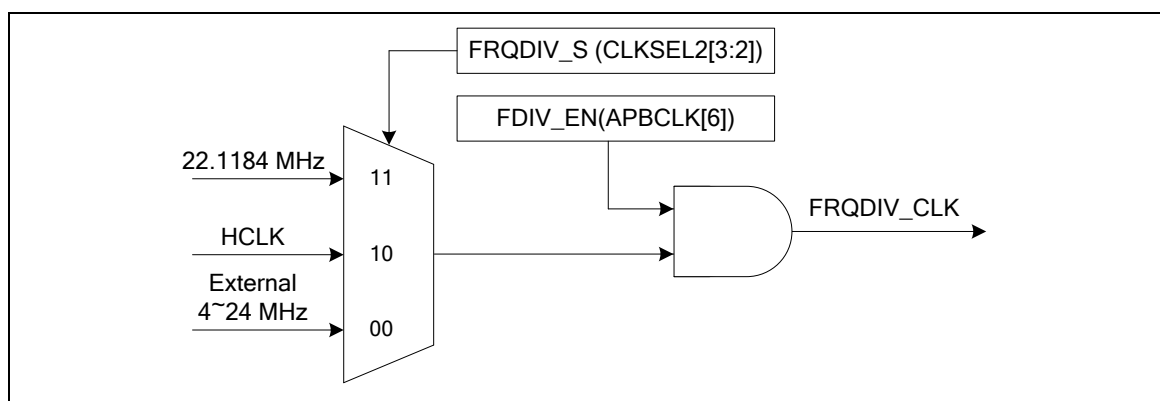 FRQDIV_S (CLKSEL2[3:2])
FDIV_EN(APBCLK[6])
22.1184 MHz
11
HCLK
10
External
4~24 MHz
00
FRQDIV_CLK